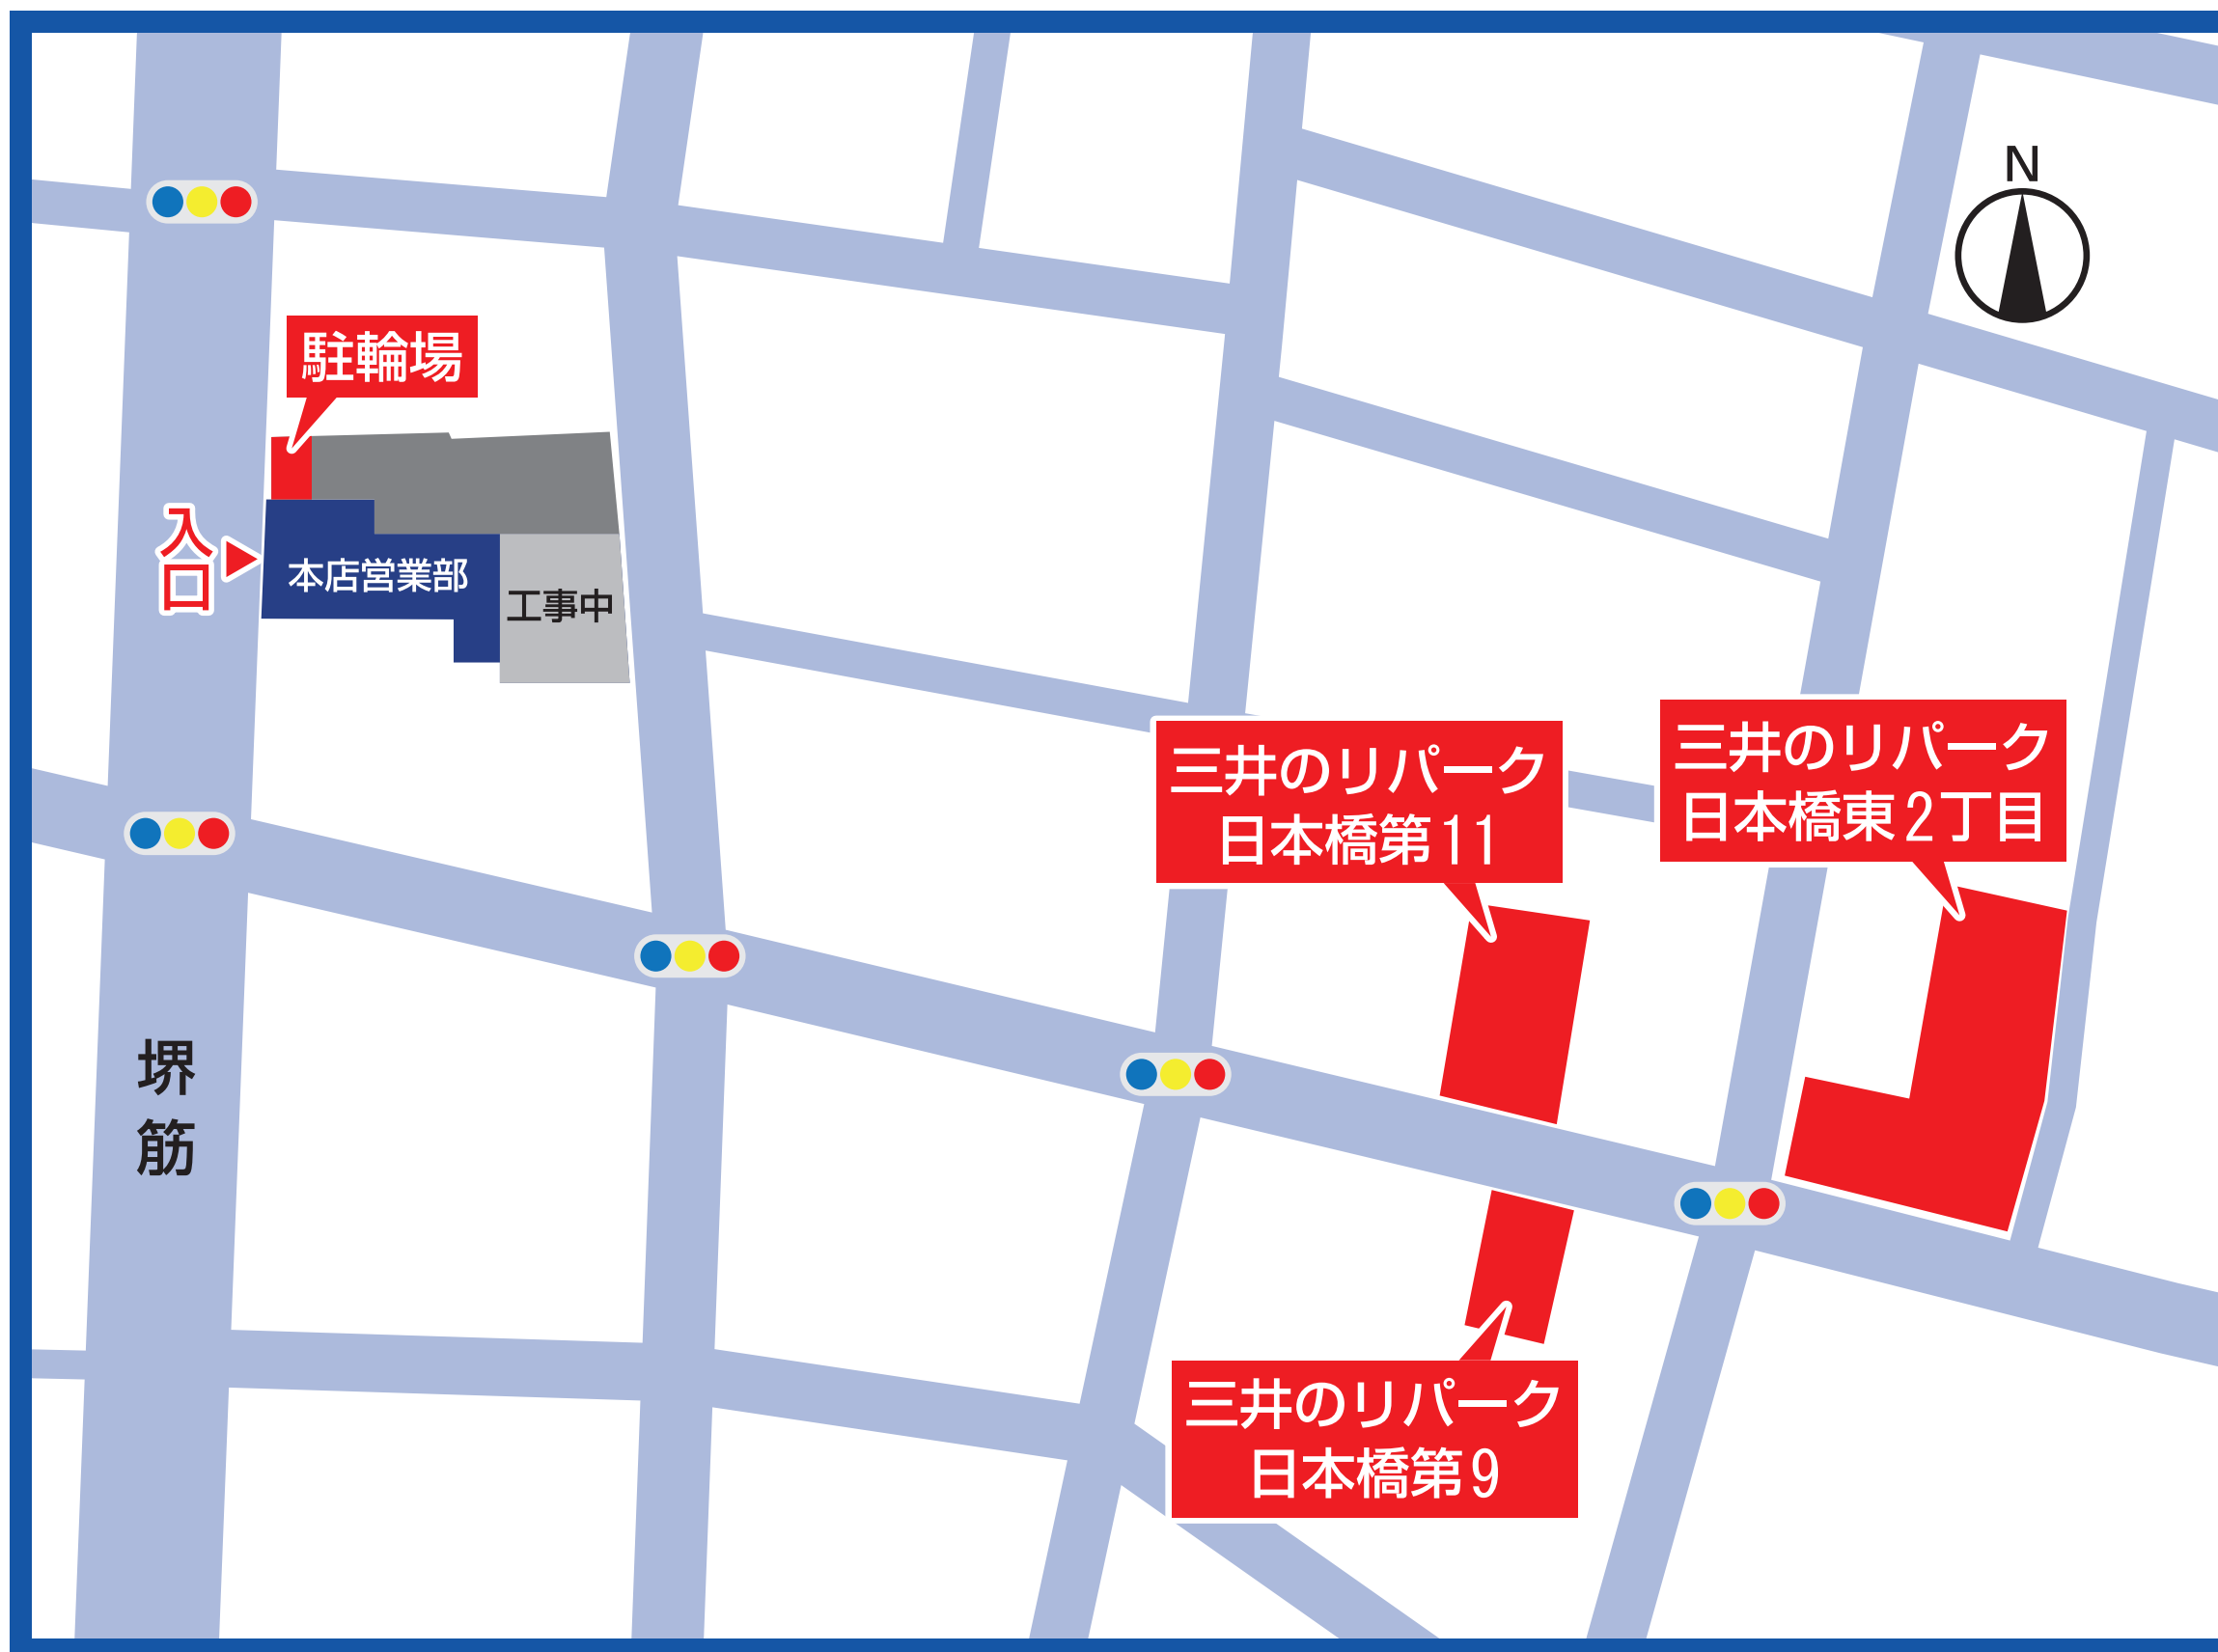 N
駐輪場
入口
本店営業部
工事中
三井のリパーク
日本橋東2丁目
三井のリパーク
日本橋第11
堺筋
三井のリパーク
日本橋第9